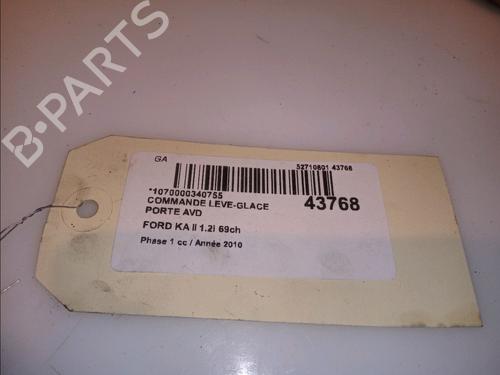 B-PARTS
GA
52710801 43768
*1070000340755
COMMANDE LEVE-GLACE
PORTE AVD
43768
FORD KA II 1.2i 69ch
Phase 1 cc / Année 2010